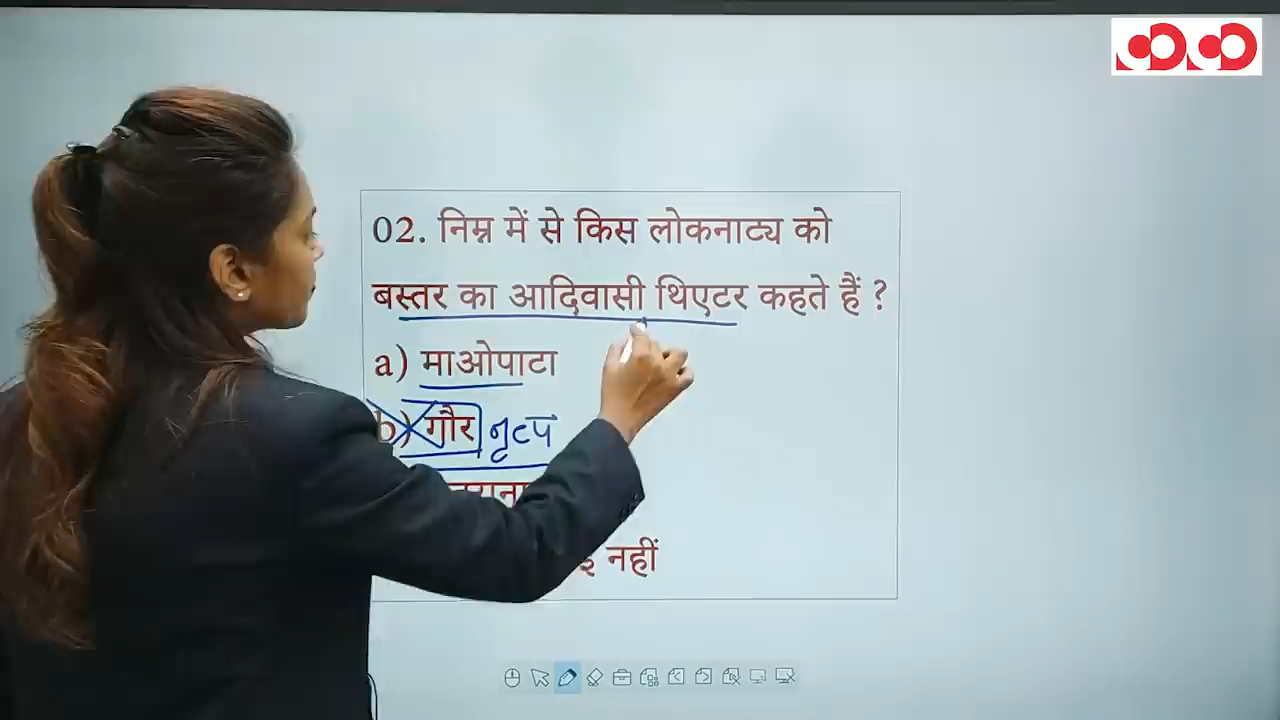 02. निम्न में से किस लोकनाट्य को
बस्तर का आदिवासी थिएटर कहते हैं ?
a) माओपाटा
b) गौर नृत्य
नहीं